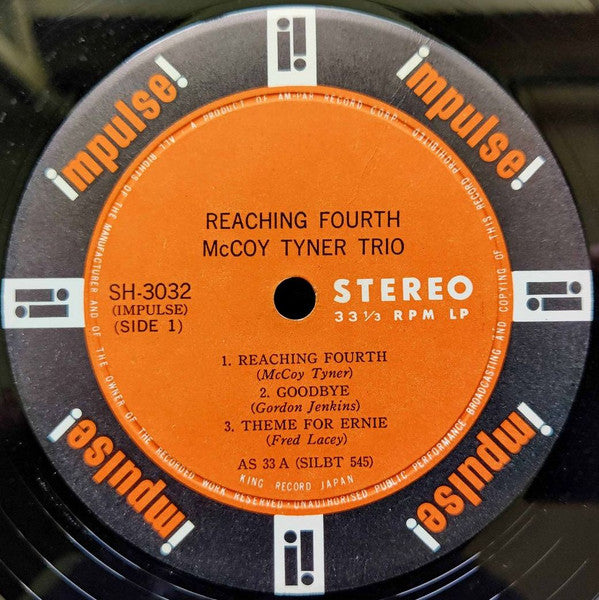 impulse!
impulse!
impulse!
impulse!
A PRODUCT OF AM-PAR RECORD CORP.
ALL RIGHTS OF THE MANUFACTURER AND OF THE OWNER OF THE RECORDED WORK RESERVED · UNAUTHORISED PUBLIC PERFORMANCE BROADCASTING AND COPYING OF THIS RECORD PROHIBITED
REACHING FOURTH
McCOY TYNER TRIO
SH-3032
(IMPULSE)
(SIDE 1)
STEREO
33 1/3 RPM LP
1. REACHING FOURTH
(McCoy Tyner)
2. GOODBYE
(Gordon Jenkins)
3. THEME FOR ERNIE
(Fred Lacey)
AS 33 A (SILBT 545)
KING RECORD JAPAN